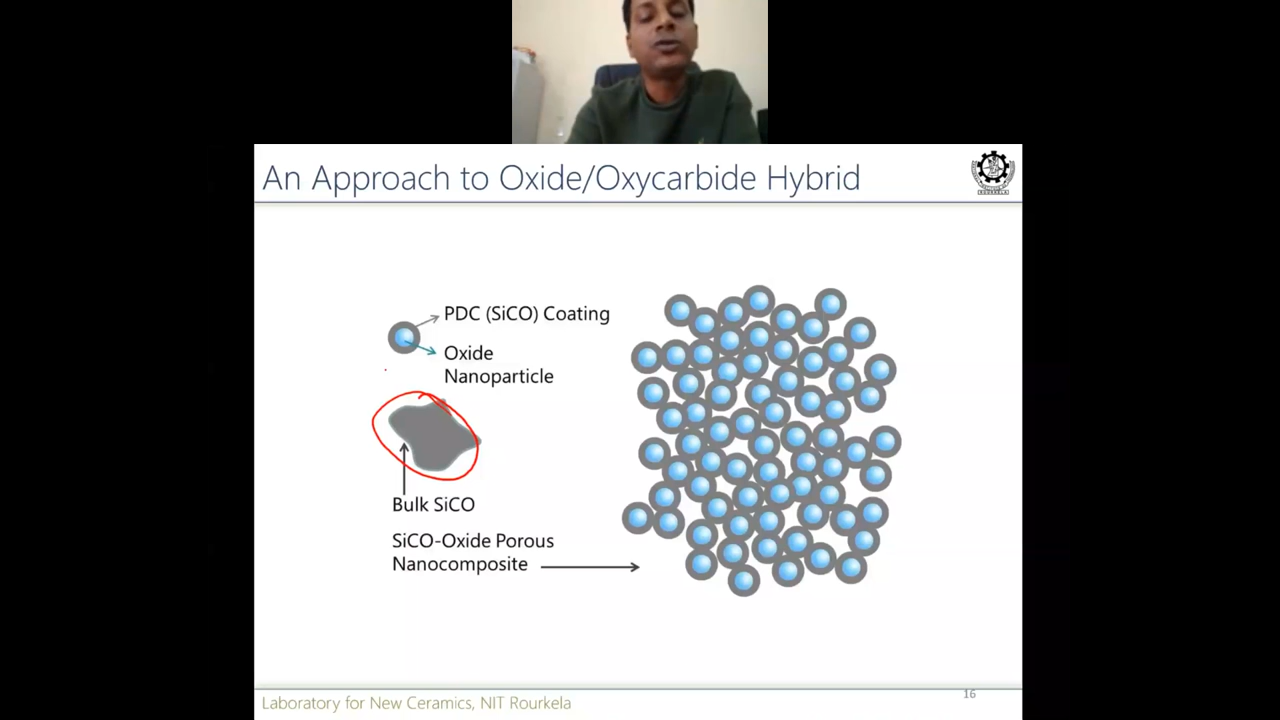 An Approach to Oxide/Oxycarbide Hybrid
PDC (SiCO) Coating
Oxide
Nanoparticle
Bulk SiCO
SiCO-Oxide Porous
Nanocomposite
Laboratory for New Ceramics, NIT Rourkela
16